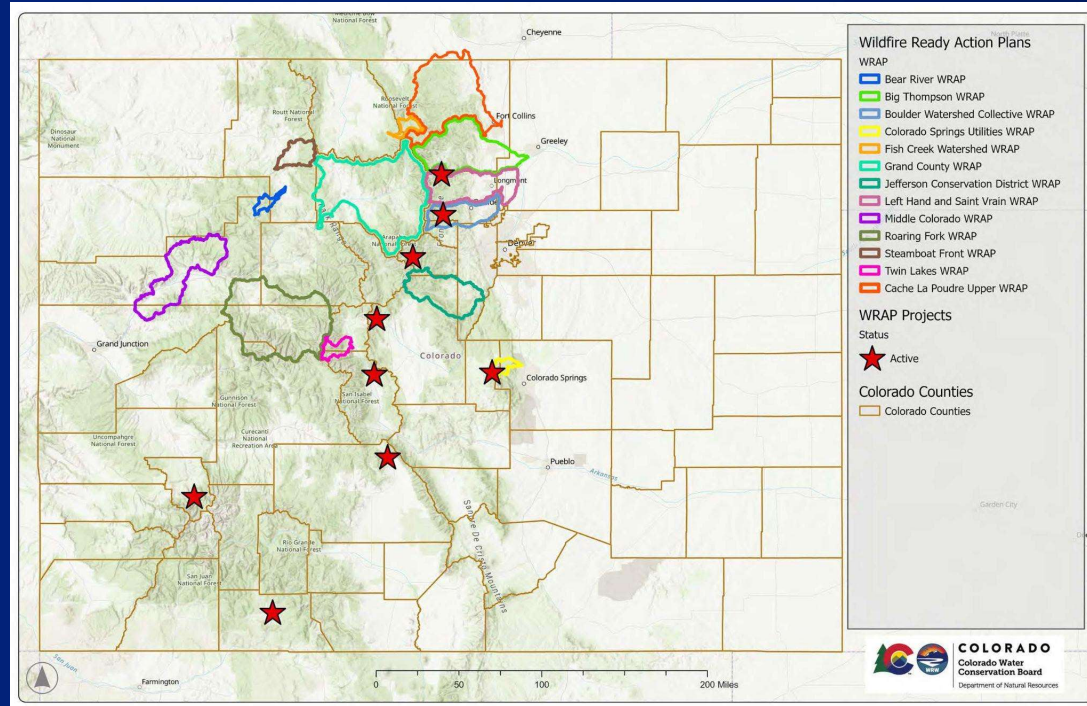 Cheyenne
Roosevelt
National Forest
Routt National
Forest
Fort Collins
Dinosaur
National
Monument
Greeley
Longmont
Denver
Grand Junction
Colorado
Gunnison
National Forest
San Isabel
National Forest
Colorado Springs
Uncompahgre
National Forest
Curecanti
National
Recreation Area
Pueblo
Arkansas
Sangre De Cristo Mountains
Rio Grande
National Forest
San Juan
National Forest
San Juan
Farmington
0 50 100 200 Miles
Wildfire Ready Action Plans
WRAP
Bear River WRAP
Big Thompson WRAP
Boulder Watershed Collective WRAP
Colorado Springs Utilities WRAP
Fish Creek Watershed WRAP
Grand County WRAP
Jefferson Conservation District WRAP
Left Hand and Saint Vrain WRAP
Middle Colorado WRAP
Roaring Fork WRAP
Steamboat Front WRAP
Twin Lakes WRAP
Cache La Poudre Upper WRAP
WRAP Projects
Status
Active
Colorado Counties
Colorado Counties
North Platte
Garden City
WRW
COLORADO
Colorado Water
Conservation Board
Department of Natural Resources